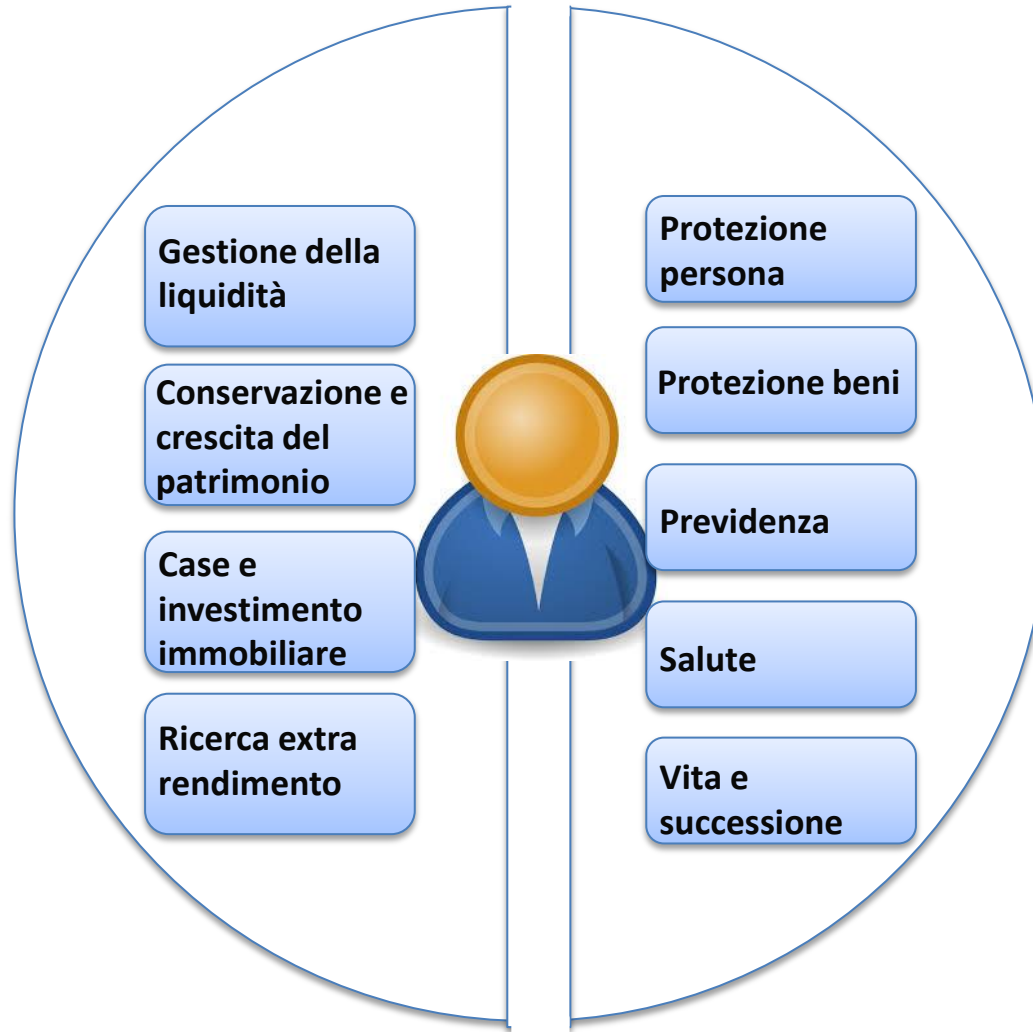 Gestione della
liquidità
Conservazione e
crescita del
patrimonio
Case e
investimento
immobiliare
Ricerca extra
rendimento
Protezione
persona
Protezione beni
Previdenza
Salute
Vita e
successione